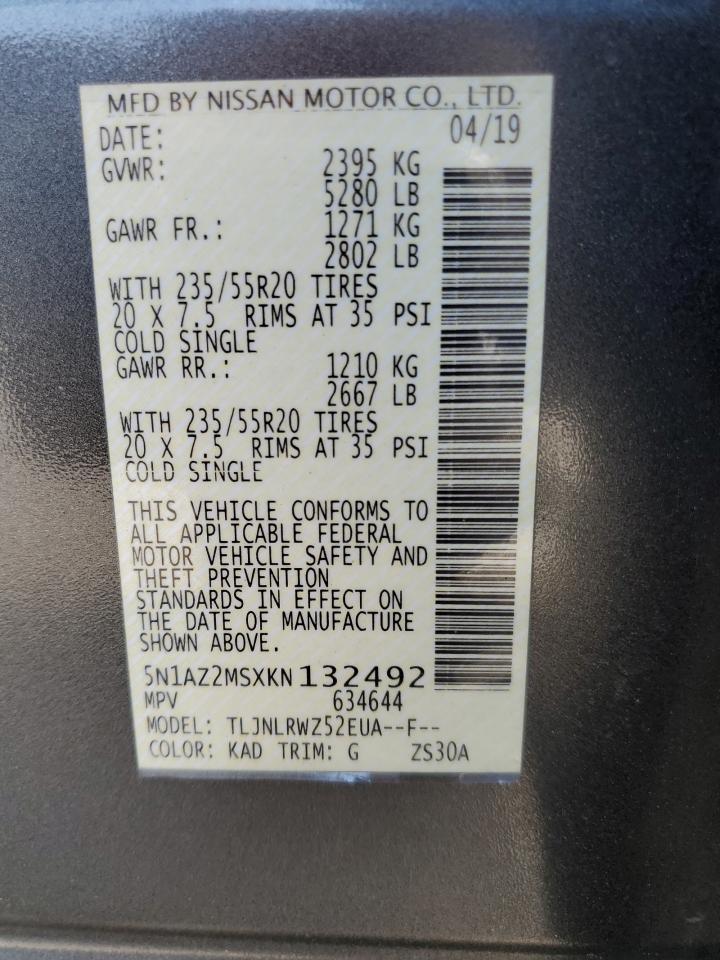 MFD BY NISSAN MOTOR CO., LTD.
DATE: 04/19
GVWR: 2395 KG
5280 LB
GAWR FR.: 1271 KG
2802 LB
WITH 235/55R20 TIRES
20 X 7.5 RIMS AT 35 PSI
COLD SINGLE
GAWR RR.: 1210 KG
2667 LB
WITH 235/55R20 TIRES
20 X 7.5 RIMS AT 35 PSI
COLD SINGLE
THIS VEHICLE CONFORMS TO
ALL APPLICABLE FEDERAL
MOTOR VEHICLE SAFETY AND
THEFT PREVENTION
STANDARDS IN EFFECT ON
THE DATE OF MANUFACTURE
SHOWN ABOVE.
5N1AZ2MSXKN 132492
MPV 634644
MODEL: TLJNLRWZ52EUA--F--
COLOR: KAD TRIM: G ZS30A